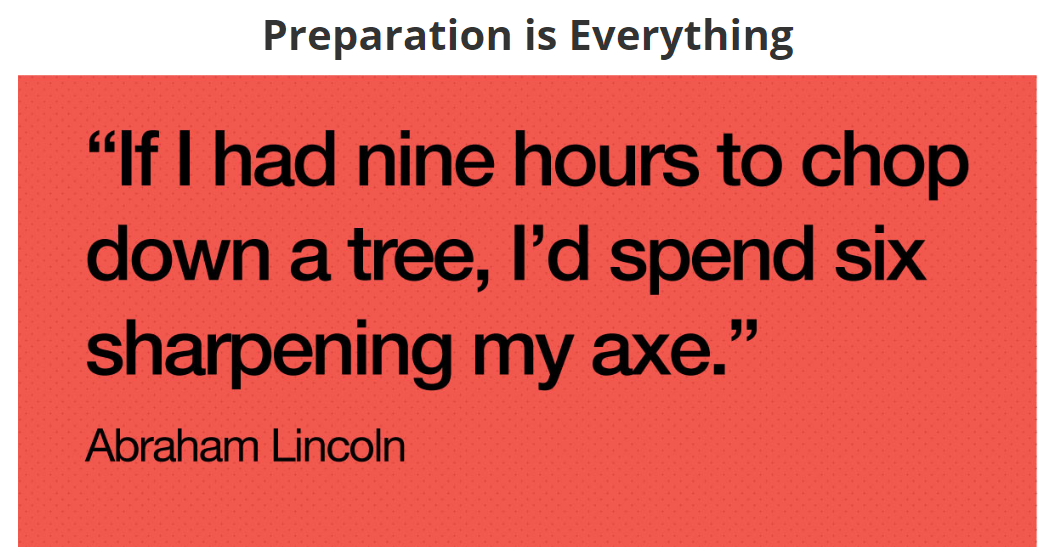 Preparation is Everything
“If I had nine hours to chop
down a tree, I’d spend six
sharpening my axe.”
Abraham Lincoln